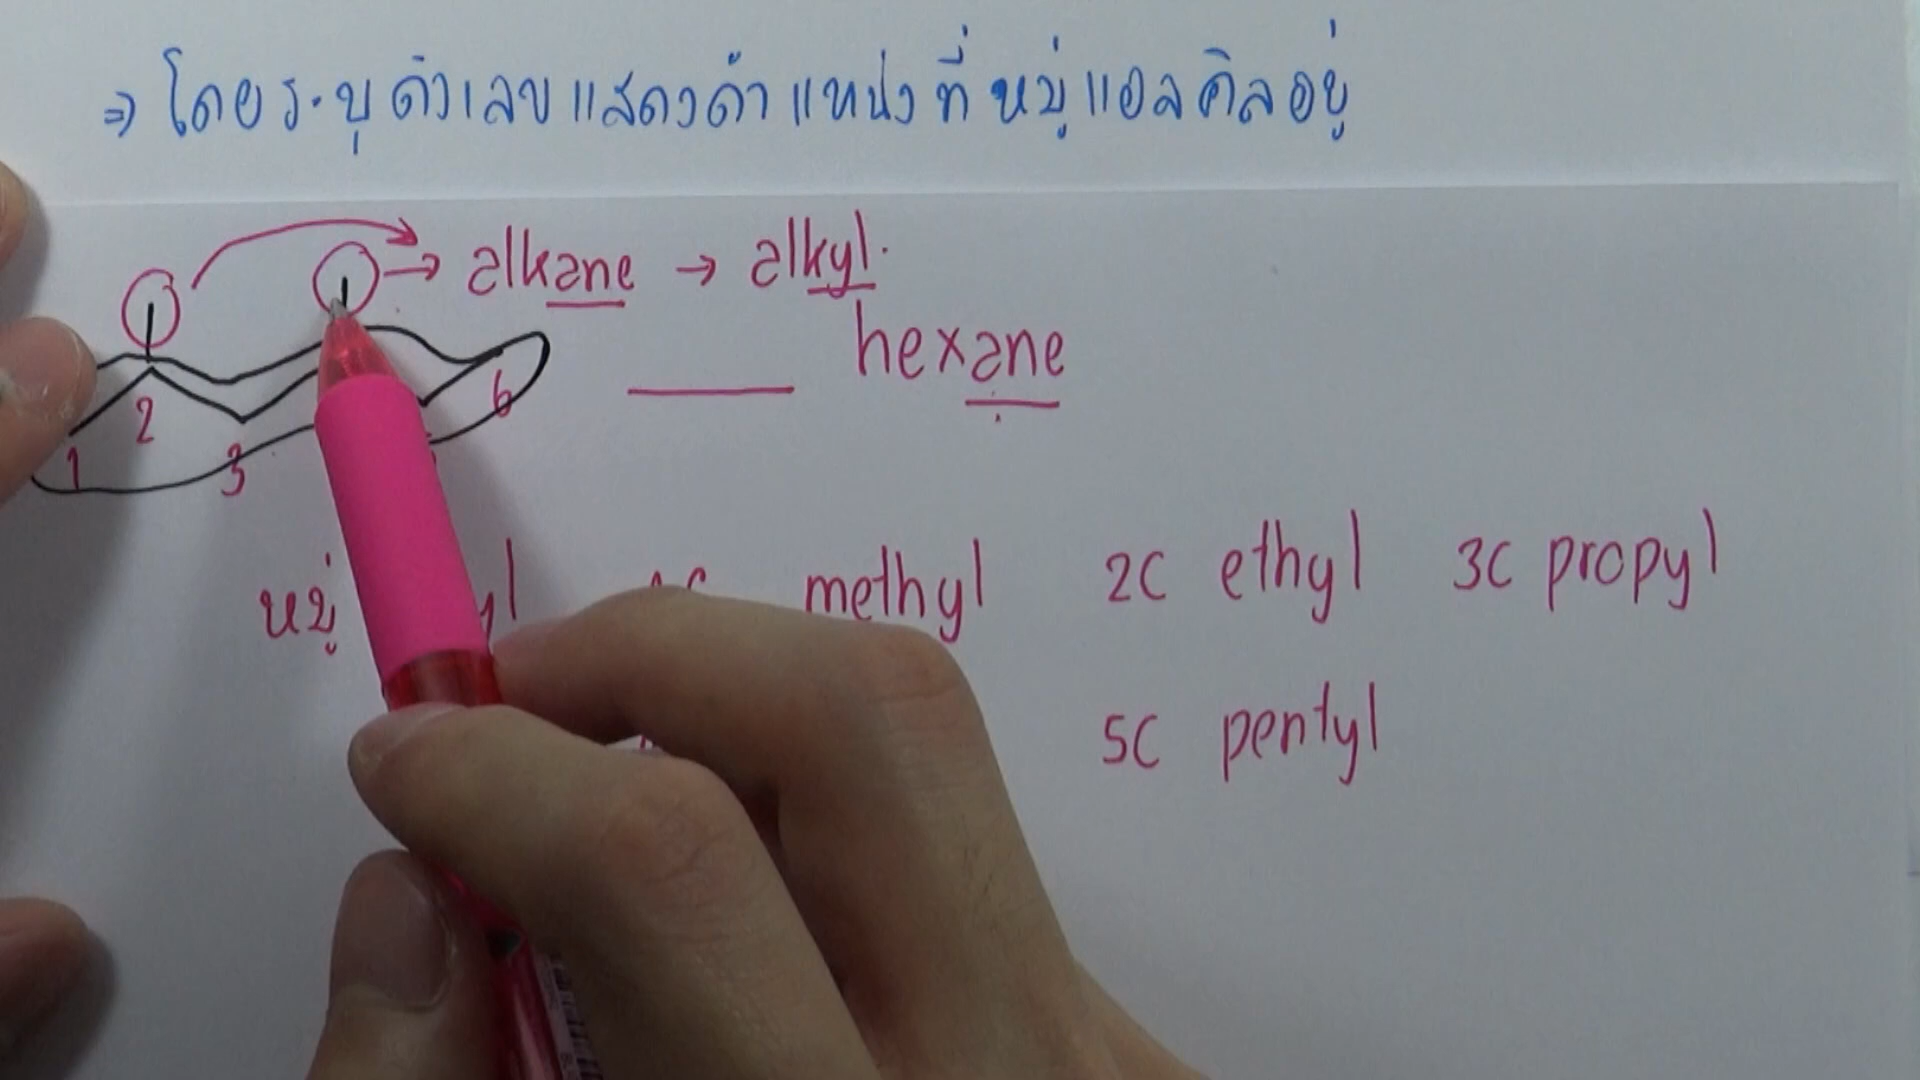 ⇒ โดยระบุตัวเลขแสดงตำแหน่งที่หมู่แอลคิลอยู่
→ alkane → alkyl.
hexane
1 2 3 6
หมู่ methyl 2C ethyl 3C propyl
5C pentyl